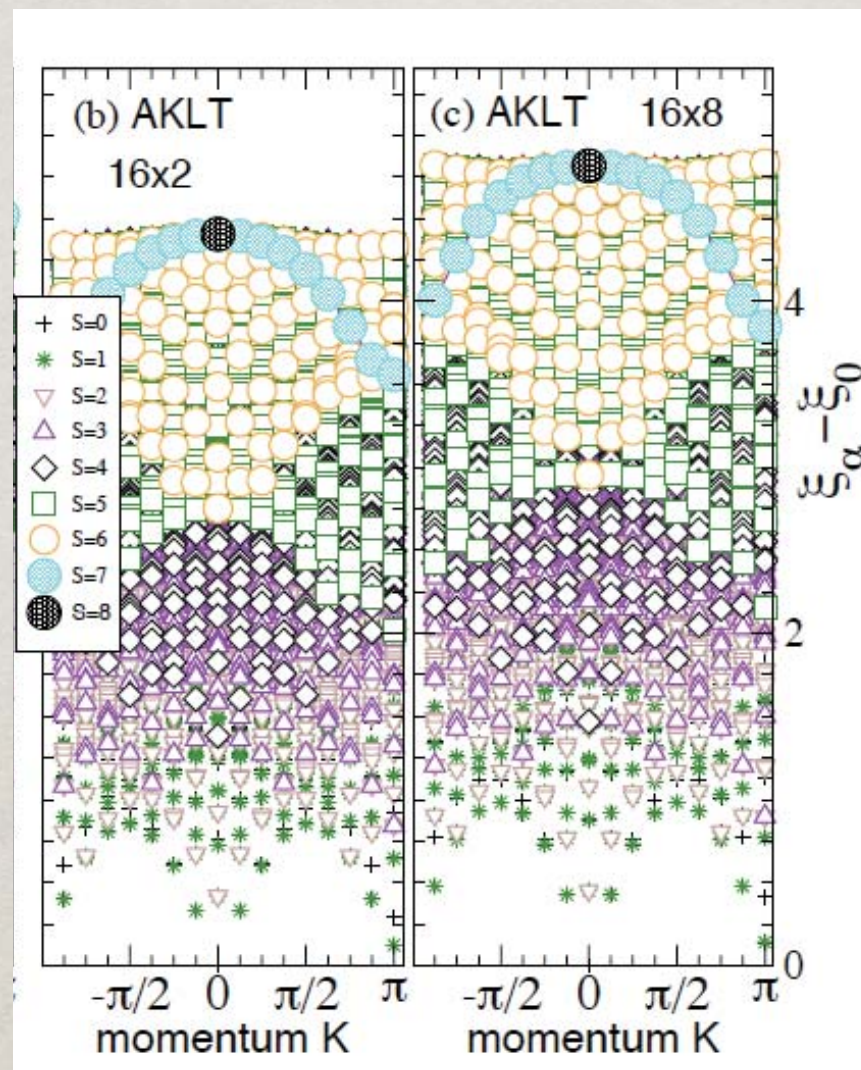 (b) AKLT
16x2
(c) AKLT 16x8
S=0
S=1
S=2
S=3
S=4
S=5
S=6
S=7
S=8
4
2
0
ξα − ξ0
-π/2 0 π/2 π
-π/2 0 π/2 π
momentum K
momentum K